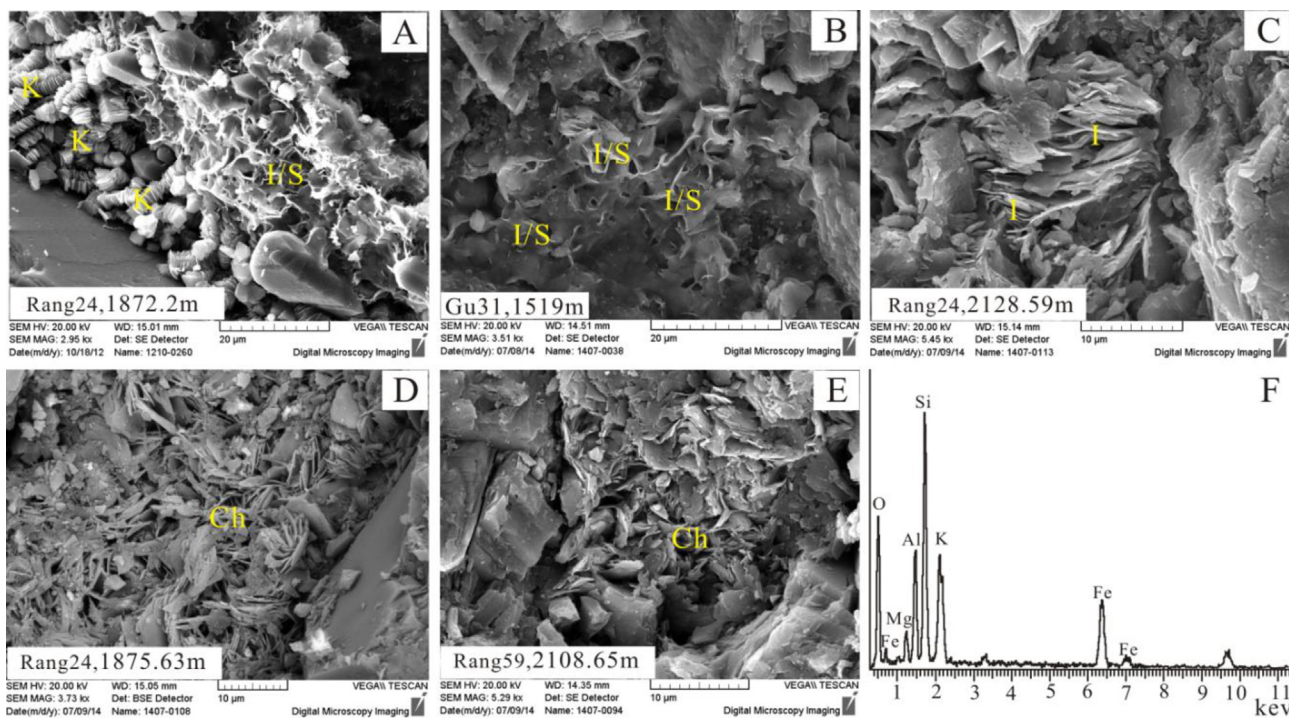 A
K
K
K
I/S
Rang24,1872.2m
SEM HV: 20.00 kV WD: 15.01 mm
SEM MAG: 2.95 kx Det: SE Detector 20 µm VEGA\\ TESCAN
Date(m/d/y): 10/18/12 Name: 1210-0260 Digital Microscopy Imaging
B
I/S
I/S
I/S
Gu31,1519m
SEM HV: 20.00 kV WD: 14.51 mm
SEM MAG: 3.51 kx Det: SE Detector 20 µm VEGA\\ TESCAN
Date(m/d/y): 07/08/14 Name: 1407-0038 Digital Microscopy Imaging
C
I
I
Rang24,2128.59m
SEM HV: 20.00 kV WD: 15.14 mm
SEM MAG: 5.45 kx Det: SE Detector 10 µm VEGA\\ TESCAN
Date(m/d/y): 07/09/14 Name: 1407-0113 Digital Microscopy Imaging
D
Ch
Rang24,1875.63m
SEM HV: 20.00 kV WD: 15.05 mm
SEM MAG: 3.73 kx Det: BSE Detector 10 µm VEGA\\ TESCAN
Date(m/d/y): 07/09/14 Name: 1407-0108 Digital Microscopy Imaging
E
Ch
Rang59,2108.65m
SEM HV: 20.00 kV WD: 14.35 mm
SEM MAG: 5.29 kx Det: SE Detector 10 µm VEGA\\ TESCAN
Date(m/d/y): 07/09/14 Name: 1407-0094 Digital Microscopy Imaging
F
Si
O
Al K
Fe
Mg
Fe Fe
1 2 3 4 5 6 7 8 9 10 11
kev